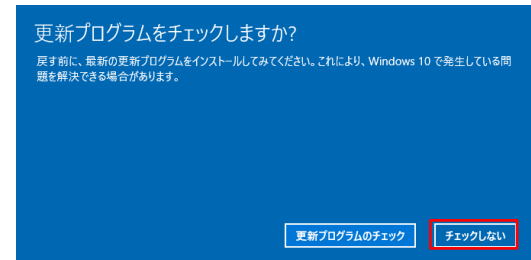 更新プログラムをチェックしますか?
戻す前に、最新の更新プログラムをインストールしてみてください。これにより、Windows 10 で発生している問
題を解決できる場合があります。
更新プログラムのチェック
チェックしない